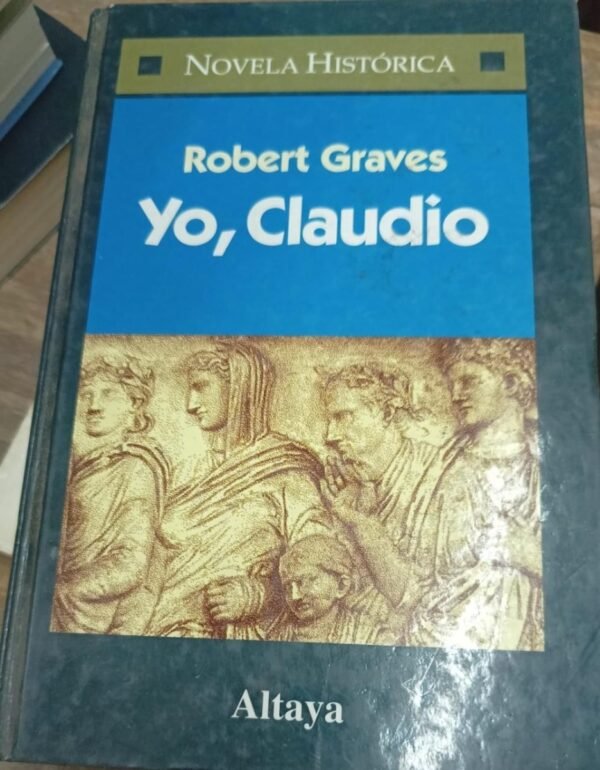 NOVELA HISTÓRICA
Robert Graves
Yo, Claudio
Altaya